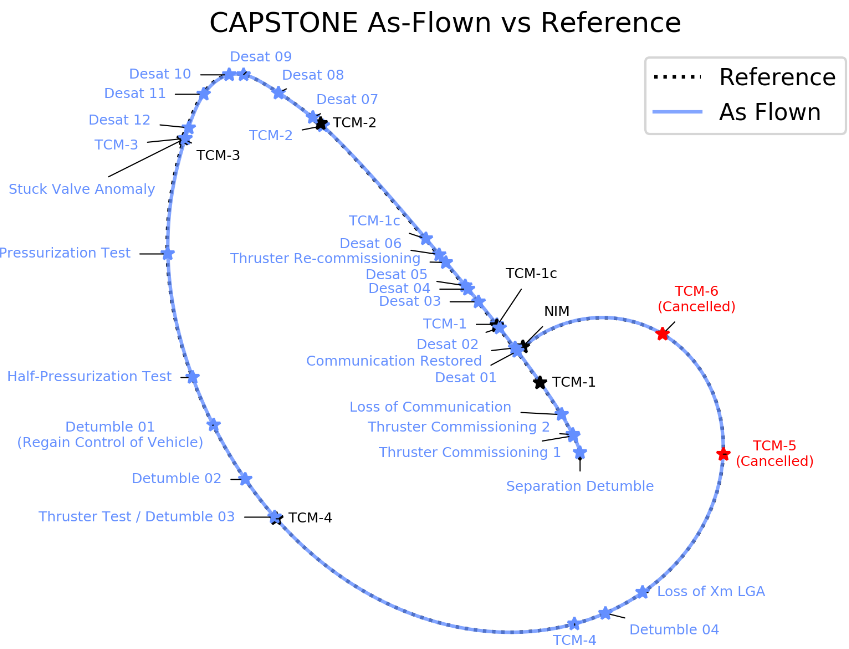 CAPSTONE As-Flown vs Reference
Reference
As Flown
Desat 09
Desat 10
Desat 08
Desat 11
Desat 07
Desat 12
TCM-2
TCM-2
TCM-3
TCM-3
Stuck Valve Anomaly
TCM-1c
Desat 06
Pressurization Test
Thruster Re-commissioning
Desat 05
TCM-1c
Desat 04
Desat 03
TCM-6
(Cancelled)
NIM
TCM-1
Desat 02
Communication Restored
Desat 01
Half-Pressurization Test
TCM-1
Loss of Communication
Detumble 01
(Regain Control of Vehicle)
Thruster Commissioning 2
Thruster Commissioning 1
TCM-5
(Cancelled)
Detumble 02
Separation Detumble
Thruster Test / Detumble 03
TCM-4
Loss of Xm LGA
Detumble 04
TCM-4